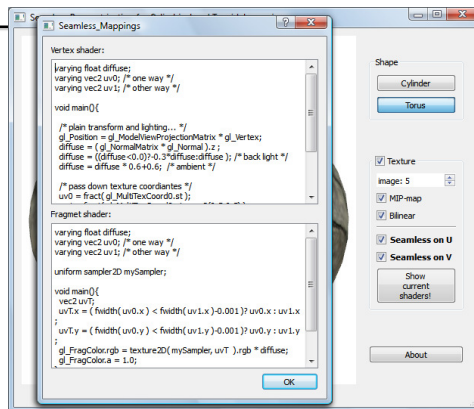 Seamless_Mappings
Vertex shader:
varying float diffuse;
varying vec2 uv0; /* one way */
varying vec2 uv1; /* other way */
void main(){
/* plain transform and lighting... */
gl_Position = gl_ModelViewProjectionMatrix * gl_Vertex;
diffuse = ( gl_NormalMatrix * gl_Normal ).z ;
diffuse = ((diffuse<0.0)?-0.3*diffuse:diffuse ); /* back light */
diffuse = diffuse * 0.6+0.6; /* ambient */
/*pass down texture coordiantes */
uv0 = fract( gl_MultiTexCoord0.st );
Fragmet shader:
varying float diffuse;
varying vec2 uv0; /* one way */
varying vec2 uv1; /* other way */
uniform sampler2D mySampler;
void main(){
vec2 uvT;
uvT.x = ( fwidth( uv0.x ) < fwidth( uv1.x )-0.001 )? uv0.x : uv1.x
;
uvT.y = ( fwidth( uv0.y ) < fwidth( uv1.y )-0.001 )? uv0.y : uv1.y
;
gl_FragColor.rgb = texture2D( mySampler, uvT ).rgb * diffuse;
gl_FragColor.a = 1.0;
OK
Shape
Cylinder
Torus
Texture
image: 5
MIP-map
Bilinear
Seamless on U
Seamless on V
Show
current
shaders!
About